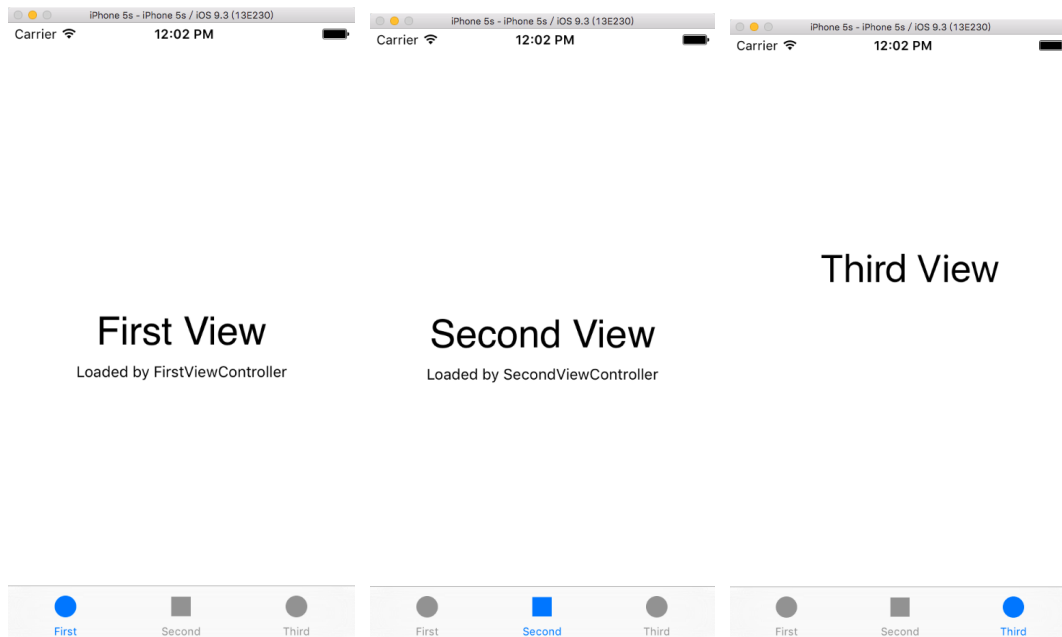 iPhone 5s - iPhone 5s / iOS 9.3 (13E230)
Carrier 12:02 PM
First View
Loaded by FirstViewController
First Second Third
iPhone 5s - iPhone 5s / iOS 9.3 (13E230)
Carrier 12:02 PM
Second View
Loaded by SecondViewController
First Second Third
iPhone 5s - iPhone 5s / iOS 9.3 (13E230)
Carrier 12:02 PM
Third View
First Second Third